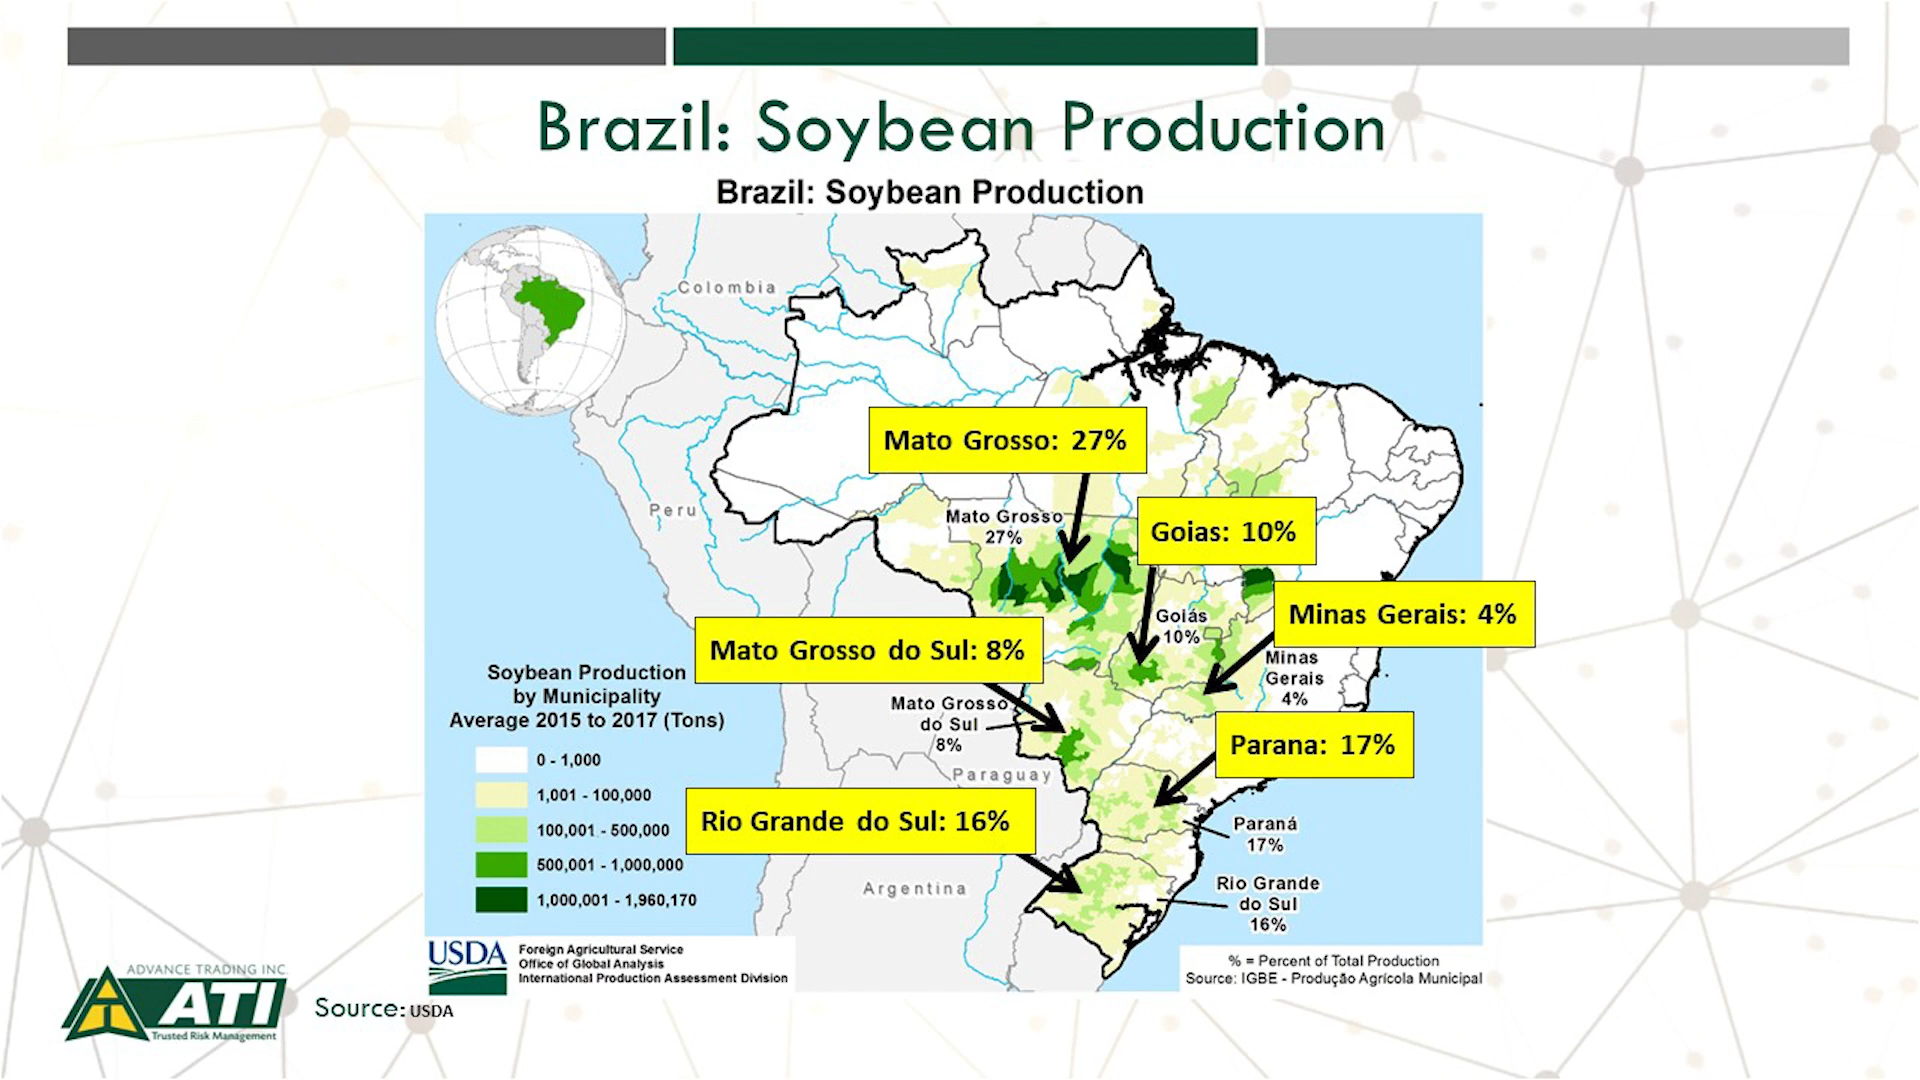 Brazil: Soybean Production
Brazil: Soybean Production
Colombia
Mato Grosso: 27%
Peru
Mato Grosso
27%
Goias: 10%
Minas Gerais: 4%
Goiás
10%
Mato Grosso do Sul: 8%
Minas
Gerais
4%
Soybean Production
by Municipality
Average 2015 to 2017 (Tons)
Mato Grosso
do Sul
8%
Parana: 17%
0 - 1,000
1,001 - 100,000
100,001 - 500,000
500,001 - 1,000,000
1,000,001 - 1,960,170
Paraguay
Rio Grande do Sul: 16%
Paraná
17%
Argentina
Rio Grande
do Sul
16%
USDA
Foreign Agricultural Service
Office of Global Analysis
International Production Assessment Division
% = Percent of Total Production
Source: IGBE - Produção Agrícola Municipal
ADVANCE TRADING INC.
ATI
Trusted Risk Management
Source: USDA